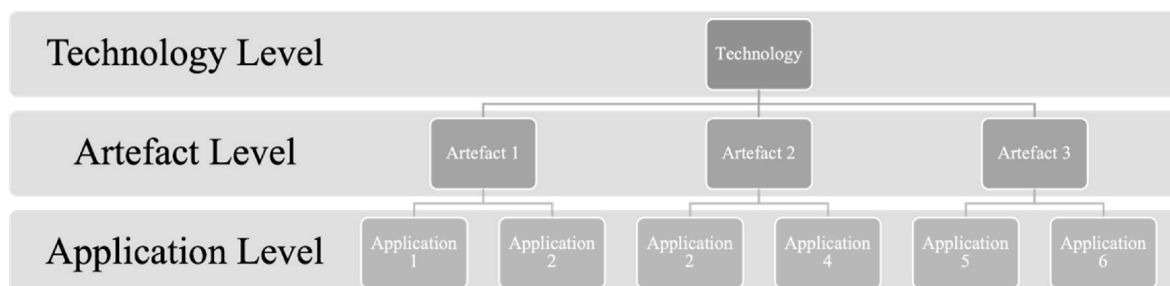 Technology Level
Technology
Artefact Level
Artefact 1
Artefact 2
Artefact 3
Application Level
Application
1
Application
2
Application
2
Application
4
Application
5
Application
6